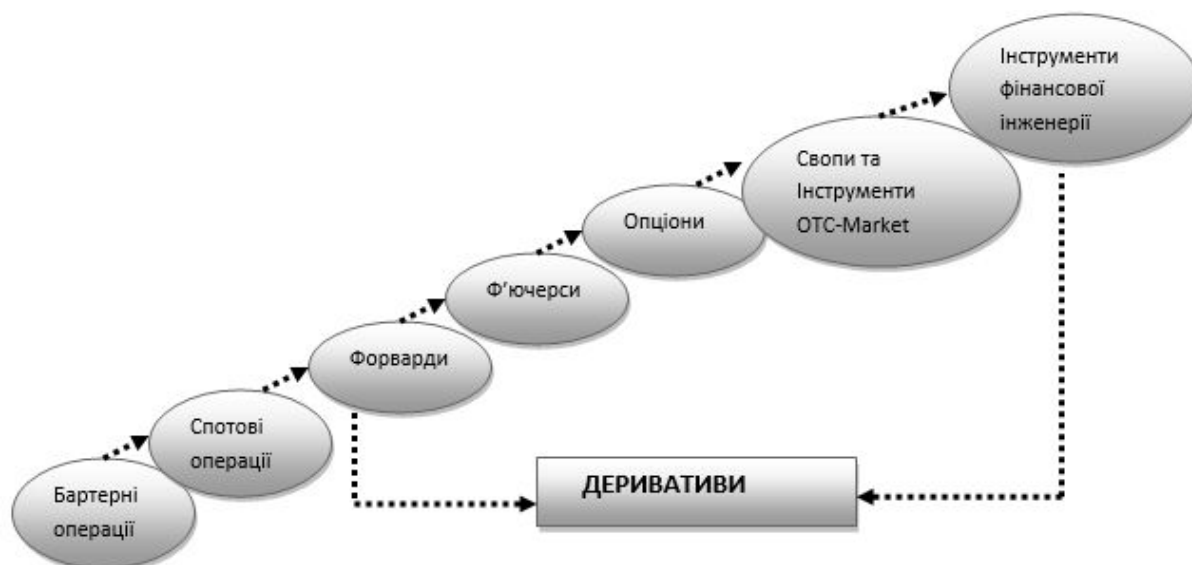 Бартерні
операції
Спотові
операції
Форварди
Ф’ючерси
Опціони
Свопи та
Інструменти
OTC-Market
Інструменти
фінансової
інженерії
ДЕРИВАТИВИ